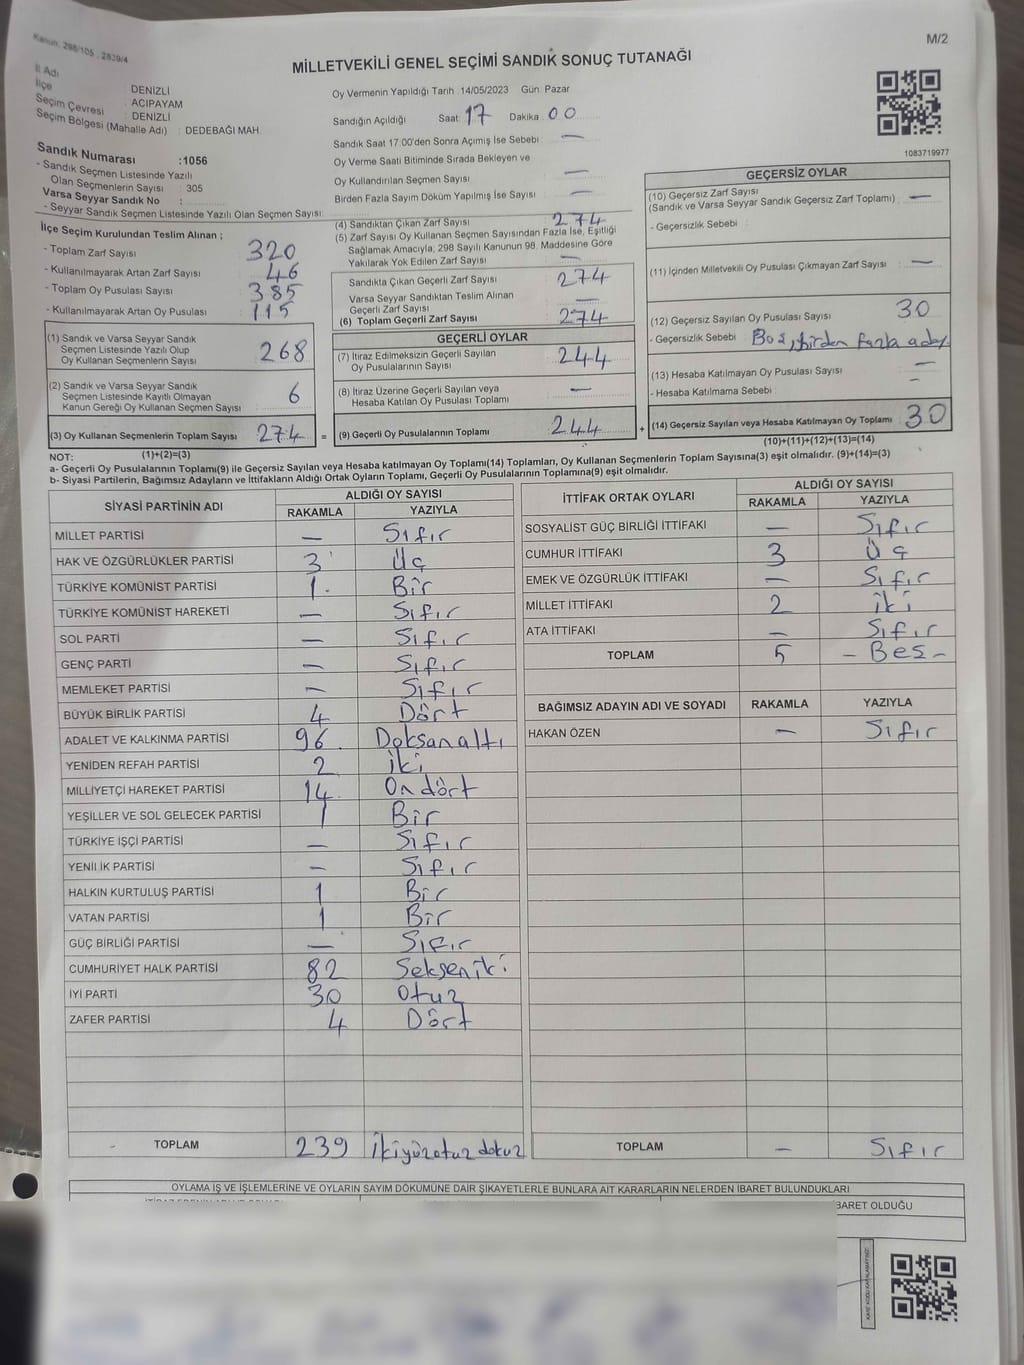 Kanun: 298/105 , 2839/4
M/2
MİLLETVEKİLİ GENEL SEÇİMİ SANDIK SONUÇ TUTANAĞI
İl Adı DENİZLİ
İlçe ACIPAYAM
Seçim Çevresi DENİZLİ
Seçim Bölgesi (Mahalle Adı) : DEDEBAĞI MAH.
Sandık Numarası :1056
- Sandık Seçmen Listesinde Yazılı
Olan Seçmenlerin Sayısı : 305
Varsa Seyyar Sandık No :
- Seyyar Sandık Seçmen Listesinde Yazılı Olan Seçmen Sayısı:
Oy Vermenin Yapıldığı Tarih :14/05/2023 Gün: Pazar
Sandığın Açıldığı Saat: 17 Dakika: 00
Sandık Saat 17:00'den Sonra Açımış İse Sebebi : —
Oy Verme Saati Bitiminde Sırada Bekleyen ve
Oy Kullandırılan Seçmen Sayısı : —
Birden Fazla Sayım Döküm Yapılmış İse Sayısı : —
1083719977
İlçe Seçim Kurulundan Teslim Alınan ;
- Toplam Zarf Sayısı : 320
- Kullanılmayarak Artan Zarf Sayısı : 46
- Toplam Oy Pusulası Sayısı : 385
- Kullanılmayarak Artan Oy Pusulası : 115
(1) Sandık ve Varsa Seyyar Sandık
Seçmen Listesinde Yazılı Olup
Oy Kullanan Seçmenlerin Sayısı : 268
(2) Sandık ve Varsa Seyyar Sandık
Seçmen Listesinde Kayıtlı Olmayan
Kanun Gereği Oy Kullanan Seçmen Sayısı : 6
(3) Oy Kullanan Seçmenlerin Toplam Sayısı : 274 =
(1)+(2)=(3)
(4) Sandıktan Çıkan Zarf Sayısı : 274
(5) Zarf Sayısı Oy Kullanan Seçmen Sayısından Fazla İse, Eşitliği
Sağlamak Amacıyla, 298 Sayılı Kanunun 98. Maddesine Göre
Yakılarak Yok Edilen Zarf Sayısı : —
Sandıkta Çıkan Geçerli Zarf Sayısı : 274
Varsa Seyyar Sandıktan Teslim Alınan
Geçerli Zarf Sayısı : —
(6) Toplam Geçerli Zarf Sayısı : 274
GEÇERLİ OYLAR
(7) İtiraz Edilmeksizin Geçerli Sayılan
Oy Pusulasının Sayısı : 244
(8) İtiraz Üzerine Geçerli Sayılan veya
Hesaba Katılan Oy Pusulası Toplamı : —
(9) Geçerli Oy Pusulalarının Toplamı : 244 +
GEÇERSİZ OYLAR
(10) Geçersiz Zarf Sayısı
(Sandık ve Varsa Seyyar Sandık Geçersiz Zarf Toplamı) : —
- Geçersizlik Sebebi :
(11) İçinden Milletvekili Oy Pusulası Çıkmayan Zarf Sayısı : —
(12) Geçersiz Sayılan Oy Pusulası Sayısı : 30
- Geçersizlik Sebebi : Boş, birden fazla aday
(13) Hesaba Katılmayan Oy Pusulası Sayısı : —
- Hesaba Katılmama Sebebi : —
(14) Geçersiz Sayılan veya Hesaba Katılmayan Oy Toplamı : 30
(10)+(11)+(12)+(13)=(14)
NOT:
a- Geçerli Oy Pusulalarının Toplamı(9) ile Geçersiz Sayılan veya Hesaba katılmayan Oy Toplamı(14) Toplamları, Oy Kullanan Seçmenlerin Toplam Sayısına(3) eşit olmalıdır. (9)+(14)=(3)
b- Siyasi Partilerin, Bağımsız Adayların ve İttifakların Aldığı Ortak Oyların Toplamı, Geçerli Oy Pusulalarının Toplamına(9) eşit olmalıdır.
SİYASİ PARTİNİN ADI ALDIĞI OY SAYISI
RAKAMLA YAZIYLA
MİLLET PARTİSİ — Sıfır
HAK VE ÖZGÜRLÜKLER PARTİSİ 3 Üç
TÜRKİYE KOMÜNİST PARTİSİ 1 Bir
TÜRKİYE KOMÜNİST HAREKETİ — Sıfır
SOL PARTİ — Sıfır
GENÇ PARTİ — Sıfır
MEMLEKET PARTİSİ — Sıfır
BÜYÜK BİRLİK PARTİSİ 4 Dört
ADALET VE KALKINMA PARTİSİ 96 Doksanaltı
YENİDEN REFAH PARTİSİ 2 İki
MİLLİYETÇİ HAREKET PARTİSİ 14 On dört
YEŞİLLER VE SOL GELECEK PARTİSİ 1 Bir
TÜRKİYE İŞÇİ PARTİSİ — Sıfır
YENİLİK PARTİSİ — Sıfır
HALKIN KURTULUŞ PARTİSİ 1 Bir
VATAN PARTİSİ 1 Bir
GÜÇ BİRLİĞİ PARTİSİ — Sıfır
CUMHURİYET HALK PARTİSİ 82 Seksen iki
İYİ PARTİ 30 Otuz
ZAFER PARTİSİ 4 Dört
TOPLAM 239 İkiyüzotuz dokuz
İTTİFAK ORTAK OYLARI ALDIĞI OY SAYISI
RAKAMLA YAZIYLA
SOSYALİST GÜÇ BİRLİĞİ İTTİFAKI — Sıfır
CUMHUR İTTİFAKI 3 Üç
EMEK VE ÖZGÜRLÜK İTTİFAKI — Sıfır
MİLLET İTTİFAKI 2 iki
ATA İTTİFAKI — Sıfır
TOPLAM 5 - Beş -
BAĞIMSIZ ADAYIN ADI VE SOYADI RAKAMLA YAZIYLA
HAKAN ÖZEN — Sıfır
TOPLAM — Sıfır
OYLAMA İŞ VE İŞLEMLERİNE VE OYLARIN SAYIM DÖKÜMÜNE DAİR ŞİKAYETLERLE BUNLARA AİT KARARLARIN NELERDEN İBARET BULUNDUKLARI
BARET OLDUĞU